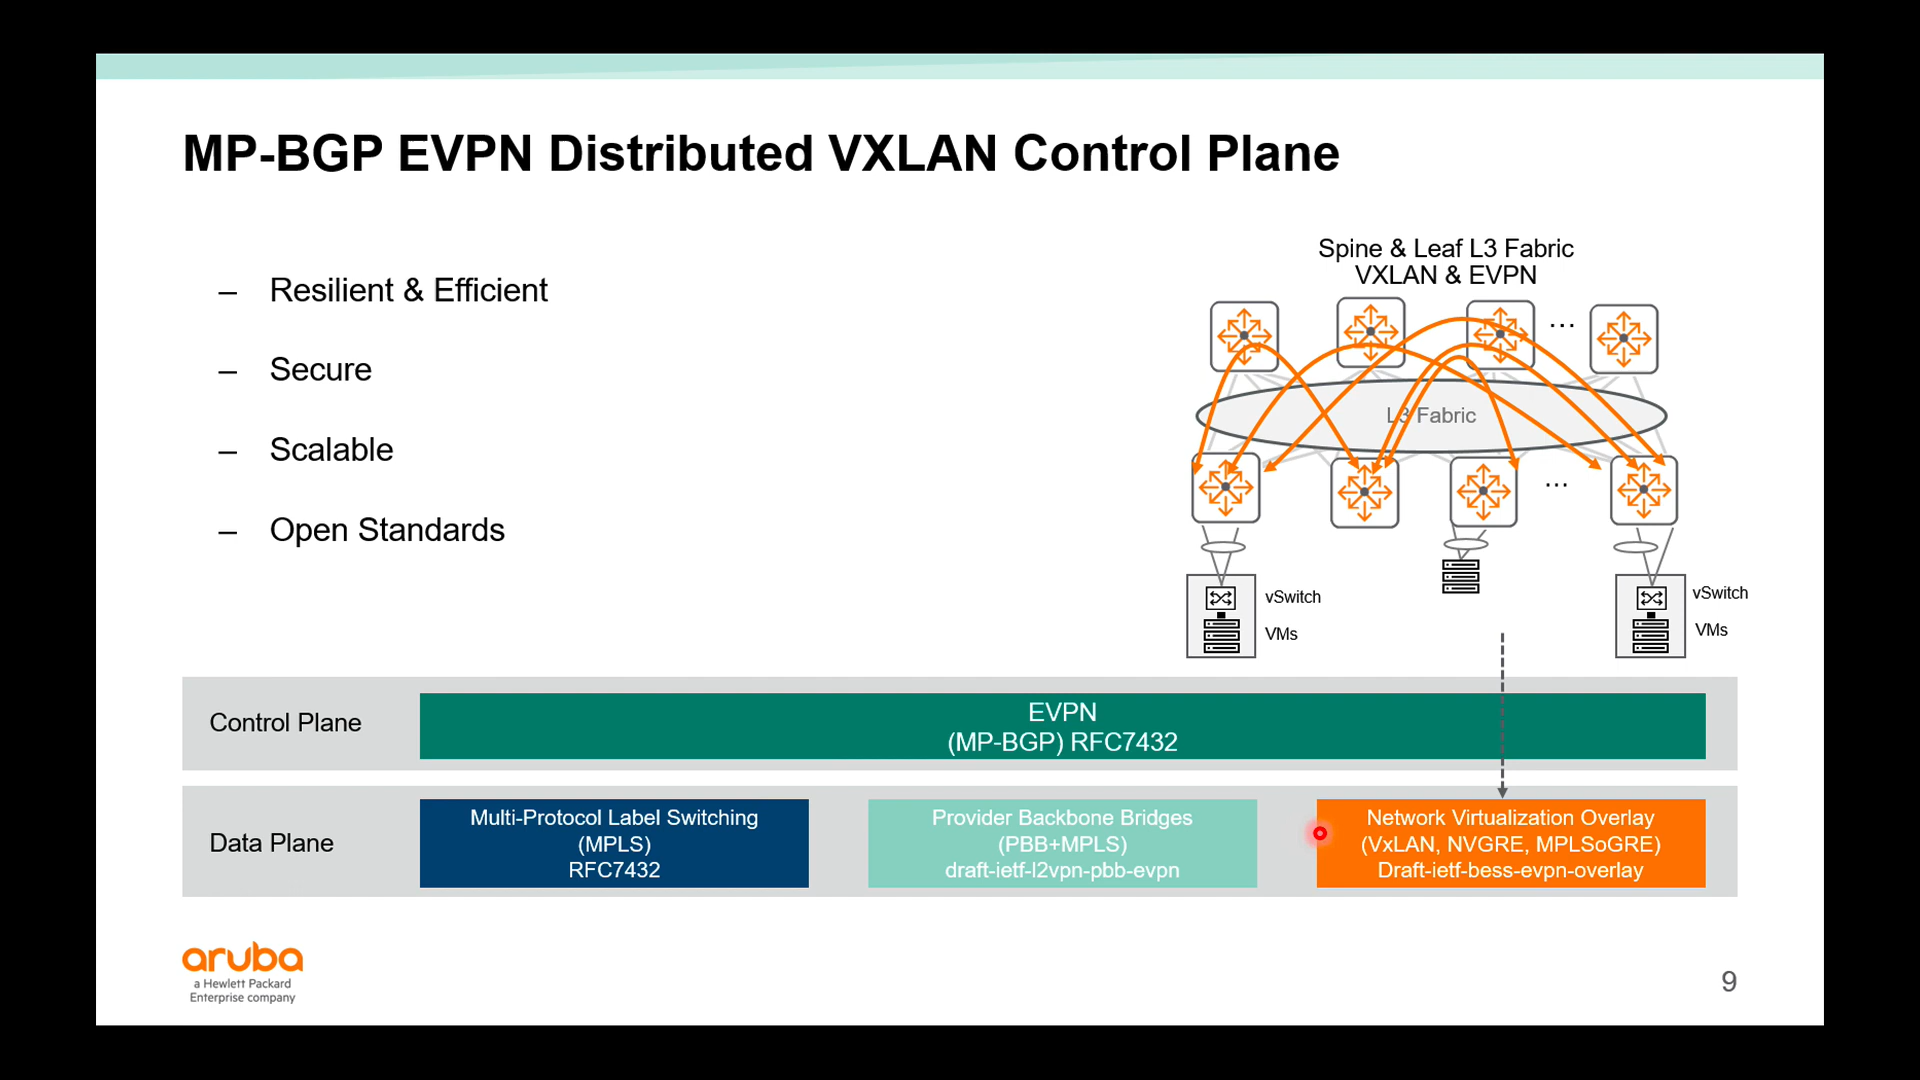 MP-BGP EVPN Distributed VXLAN Control Plane
– Resilient & Efficient
– Secure
– Scalable
– Open Standards
Spine & Leaf L3 Fabric
VXLAN & EVPN
...
L3 Fabric
...
vSwitch
VMs
vSwitch
VMs
Control Plane
EVPN
(MP-BGP) RFC7432
Data Plane
Multi-Protocol Label Switching
(MPLS)
RFC7432
Provider Backbone Bridges
(PBB+MPLS)
draft-ietf-l2vpn-pbb-evpn
Network Virtualization Overlay
(VxLAN, NVGRE, MPLSoGRE)
Draft-ietf-bess-evpn-overlay
aruba
a Hewlett Packard
Enterprise company
9